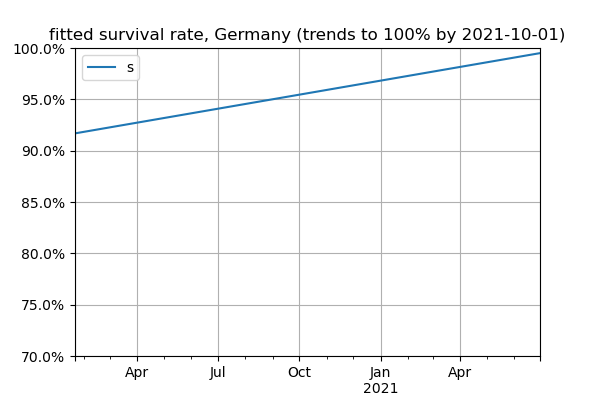 fitted survival rate, Germany (trends to 100% by 2021-10-01)
100.0%
s
95.0%
90.0%
85.0%
80.0%
75.0%
70.0%
Apr Jul Oct Jan Apr
2021